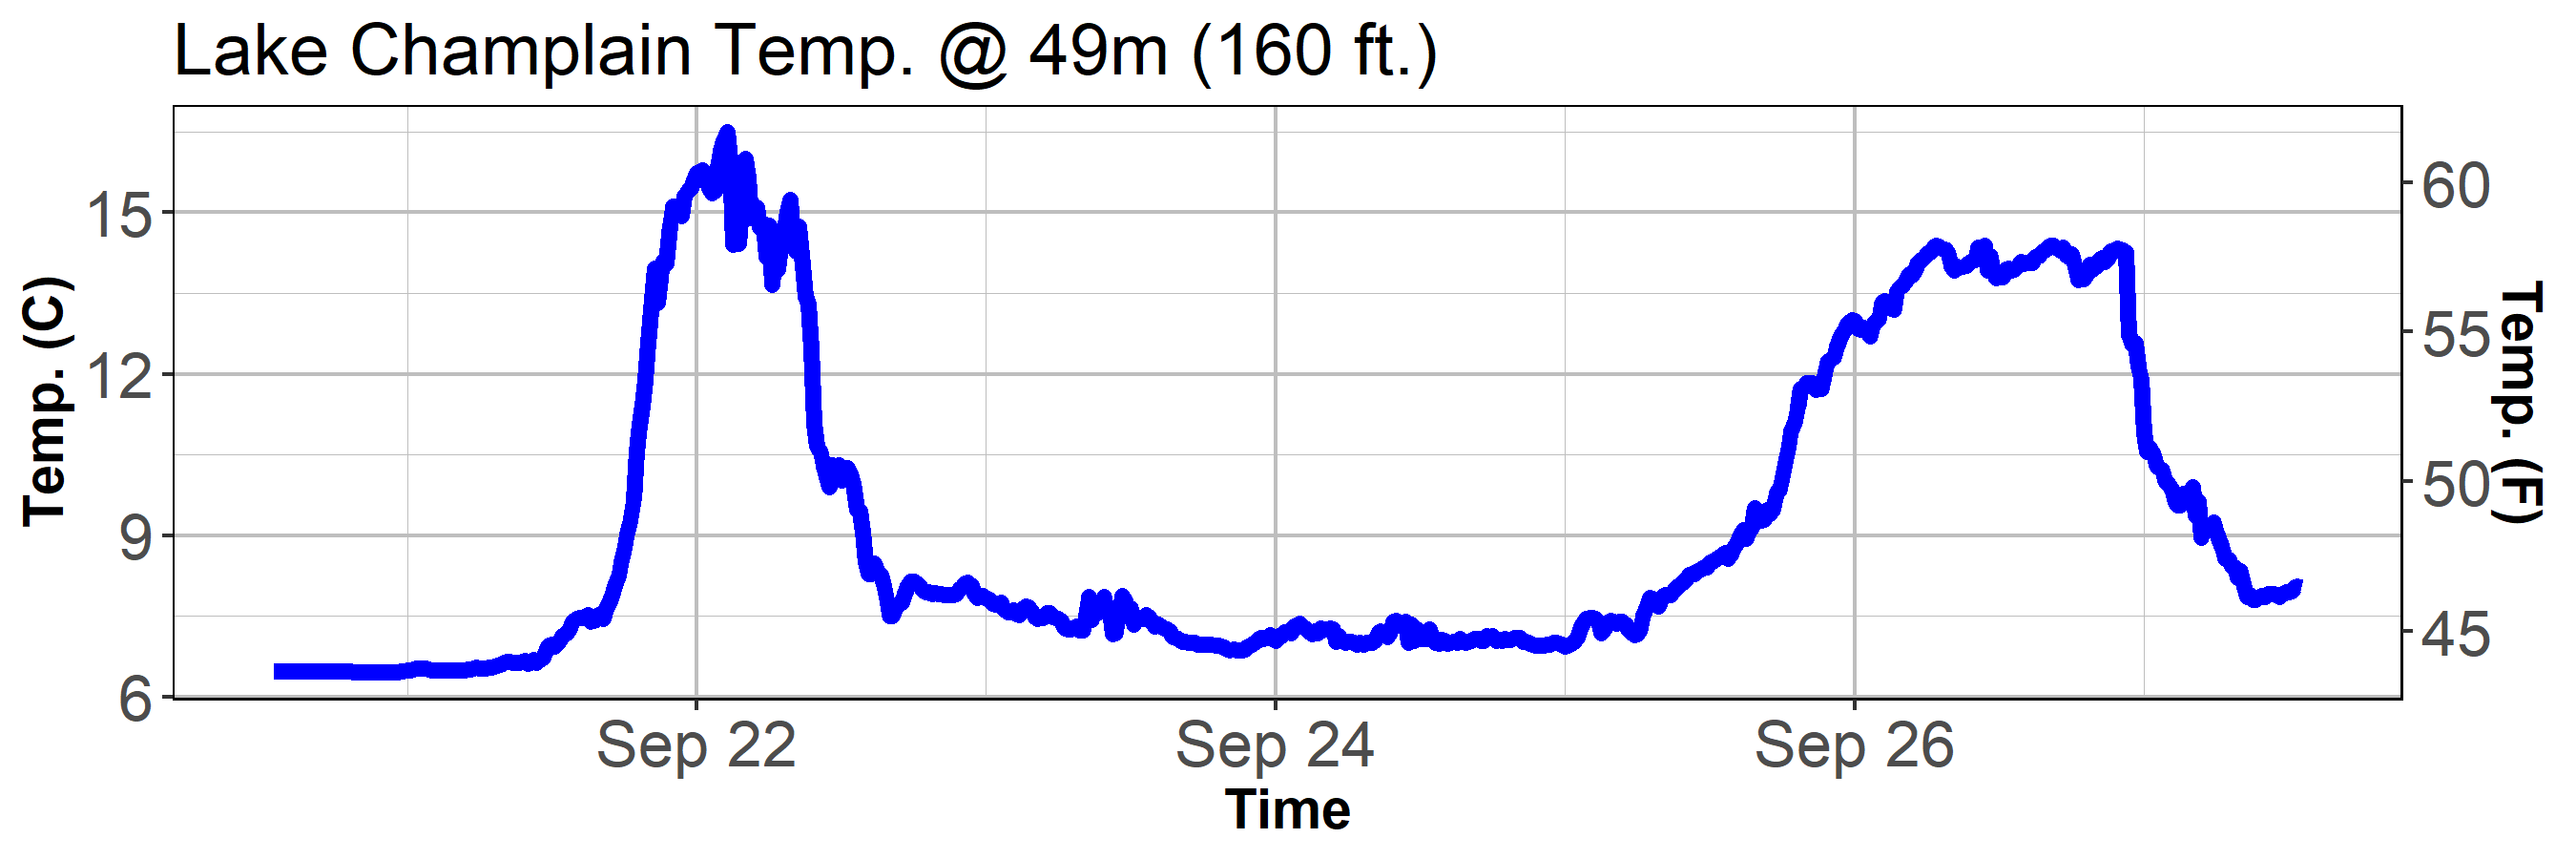 Lake Champlain Temp. @ 49m (160 ft.)
Temp. (C)
15
12
9
6
60
55
50
45
Temp. (F)
Sep 22 Sep 24 Sep 26
Time